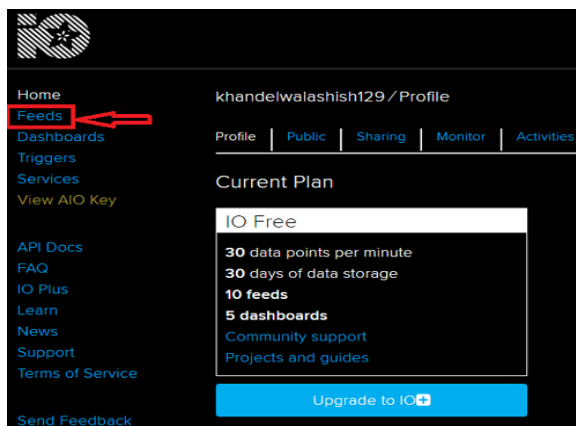 IO
Home
Feeds
Dashboards
Triggers
Services
View AIO Key
API Docs
FAQ
IO Plus
Learn
News
Support
Terms of Service
Send Feedback
khandelwalashish129 / Profile
Profile | Public | Sharing | Monitor | Activities
Current Plan
IO Free
30 data points per minute
30 days of data storage
10 feeds
5 dashboards
Community support
Projects and guides
Upgrade to IO+